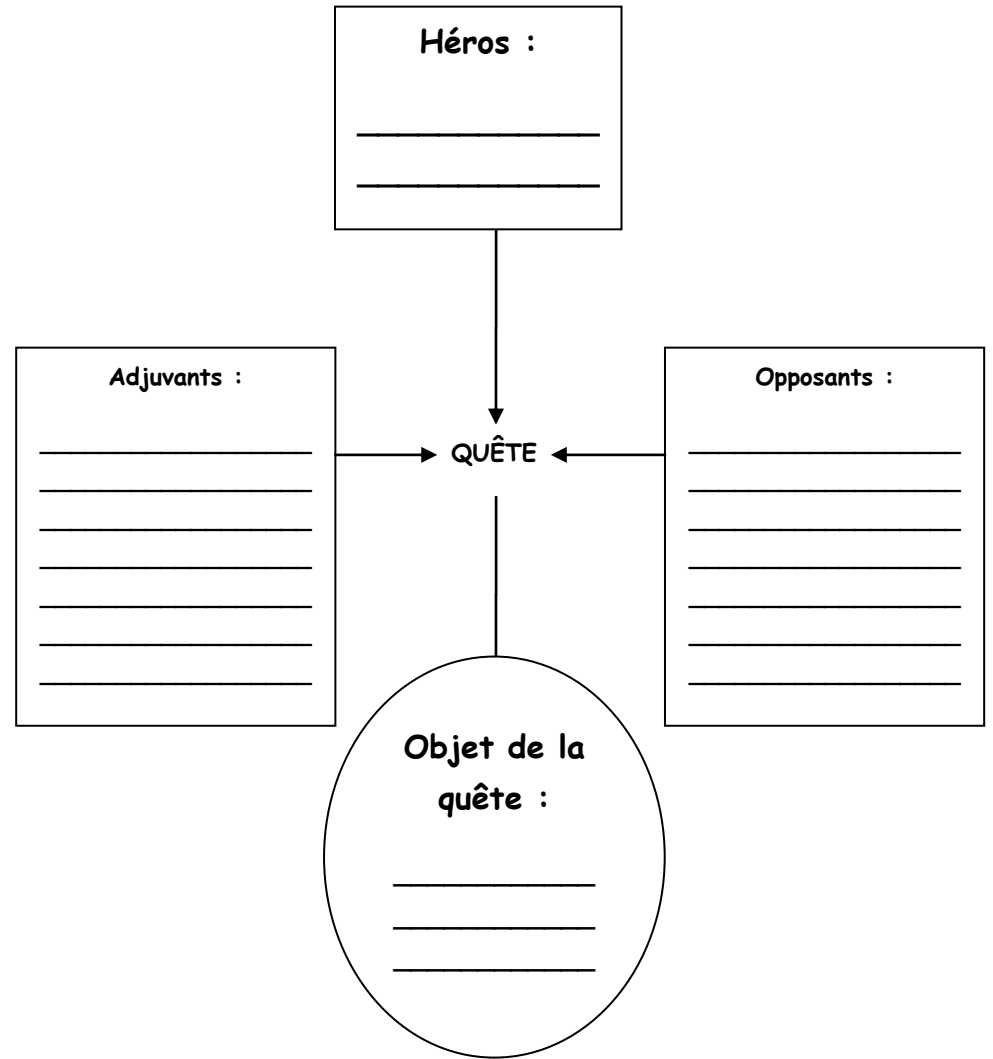 Héros :
Adjuvants :
Opposants :
QUÊTE
Objet de la
quête :